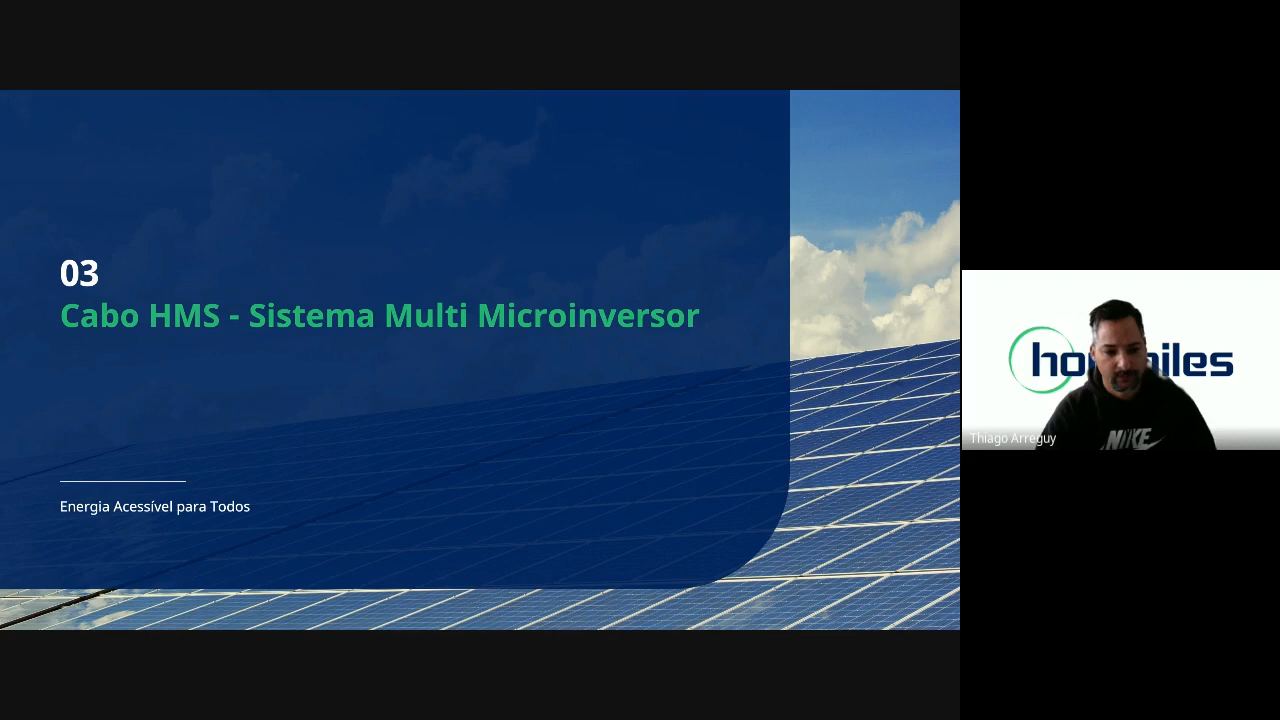 03
Cabo HMS - Sistema Multi Microinversor
Energia Acessível para Todos
Thiago Arreguy
NIKE